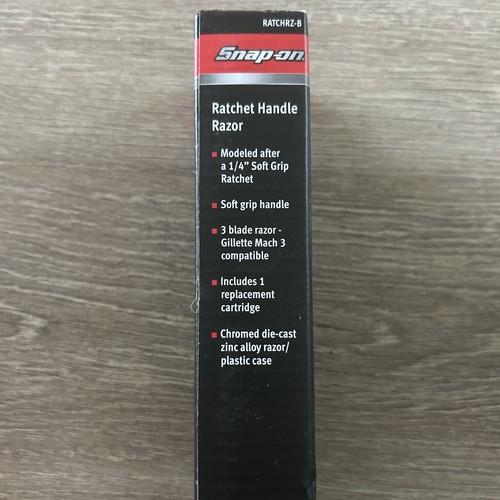 RATCHRZ-B
Snap-on
Ratchet Handle
Razor
Modeled after
a 1/4" Soft Grip
Ratchet
Soft grip handle
3 blade razor -
Gillette Mach 3
compatible
Includes 1
replacement
cartridge
Chromed die-cast
zinc alloy razor/
plastic case